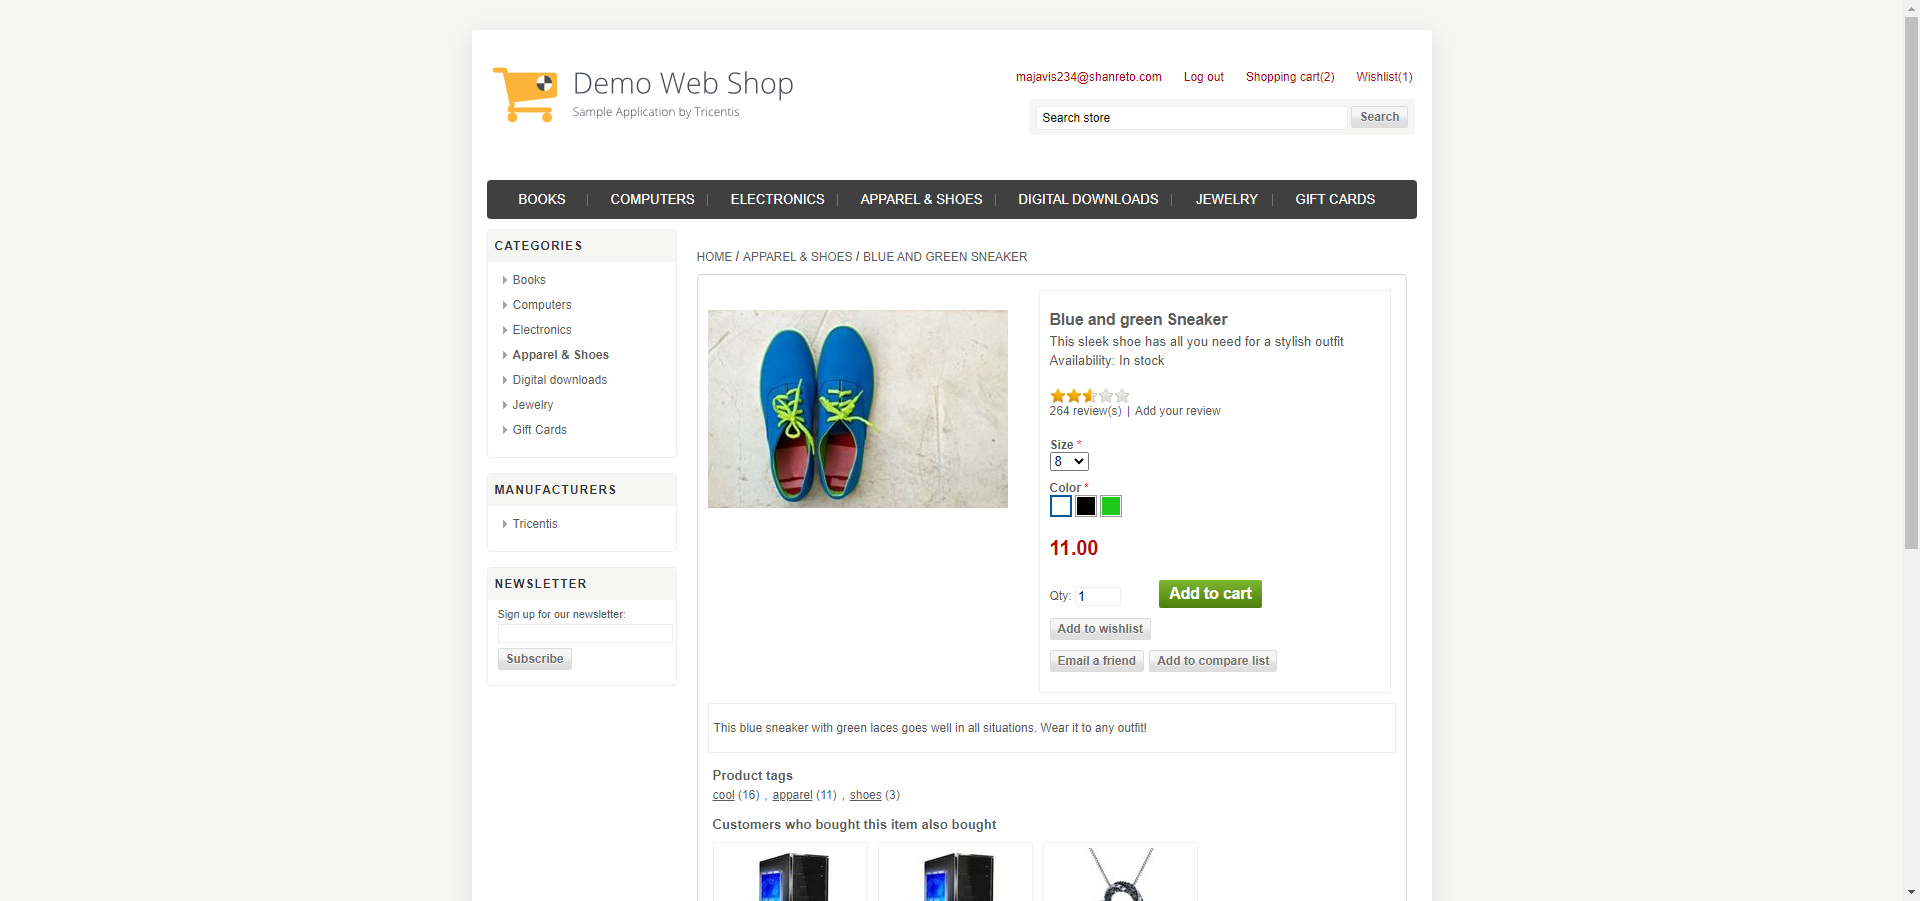 Demo Web Shop
Sample Application by Tricentis
majavis234@shanreto.com Log out Shopping cart(2) Wishlist(1)
Search store Search
BOOKS COMPUTERS ELECTRONICS APPAREL & SHOES DIGITAL DOWNLOADS JEWELRY GIFT CARDS
CATEGORIES
Books
Computers
Electronics
Apparel & Shoes
Digital downloads
Jewelry
Gift Cards
MANUFACTURERS
Tricentis
NEWSLETTER
Sign up for our newsletter:
Subscribe
HOME / APPAREL & SHOES / BLUE AND GREEN SNEAKER
Blue and green Sneaker
This sleek shoe has all you need for a stylish outfit
Availability: In stock
264 review(s) | Add your review
Size *
8
Color *
11.00
Qty: 1 Add to cart
Add to wishlist
Email a friend Add to compare list
This blue sneaker with green laces goes well in all situations. Wear it to any outfit!
Product tags
cool (16) , apparel (11) , shoes (3)
Customers who bought this item also bought